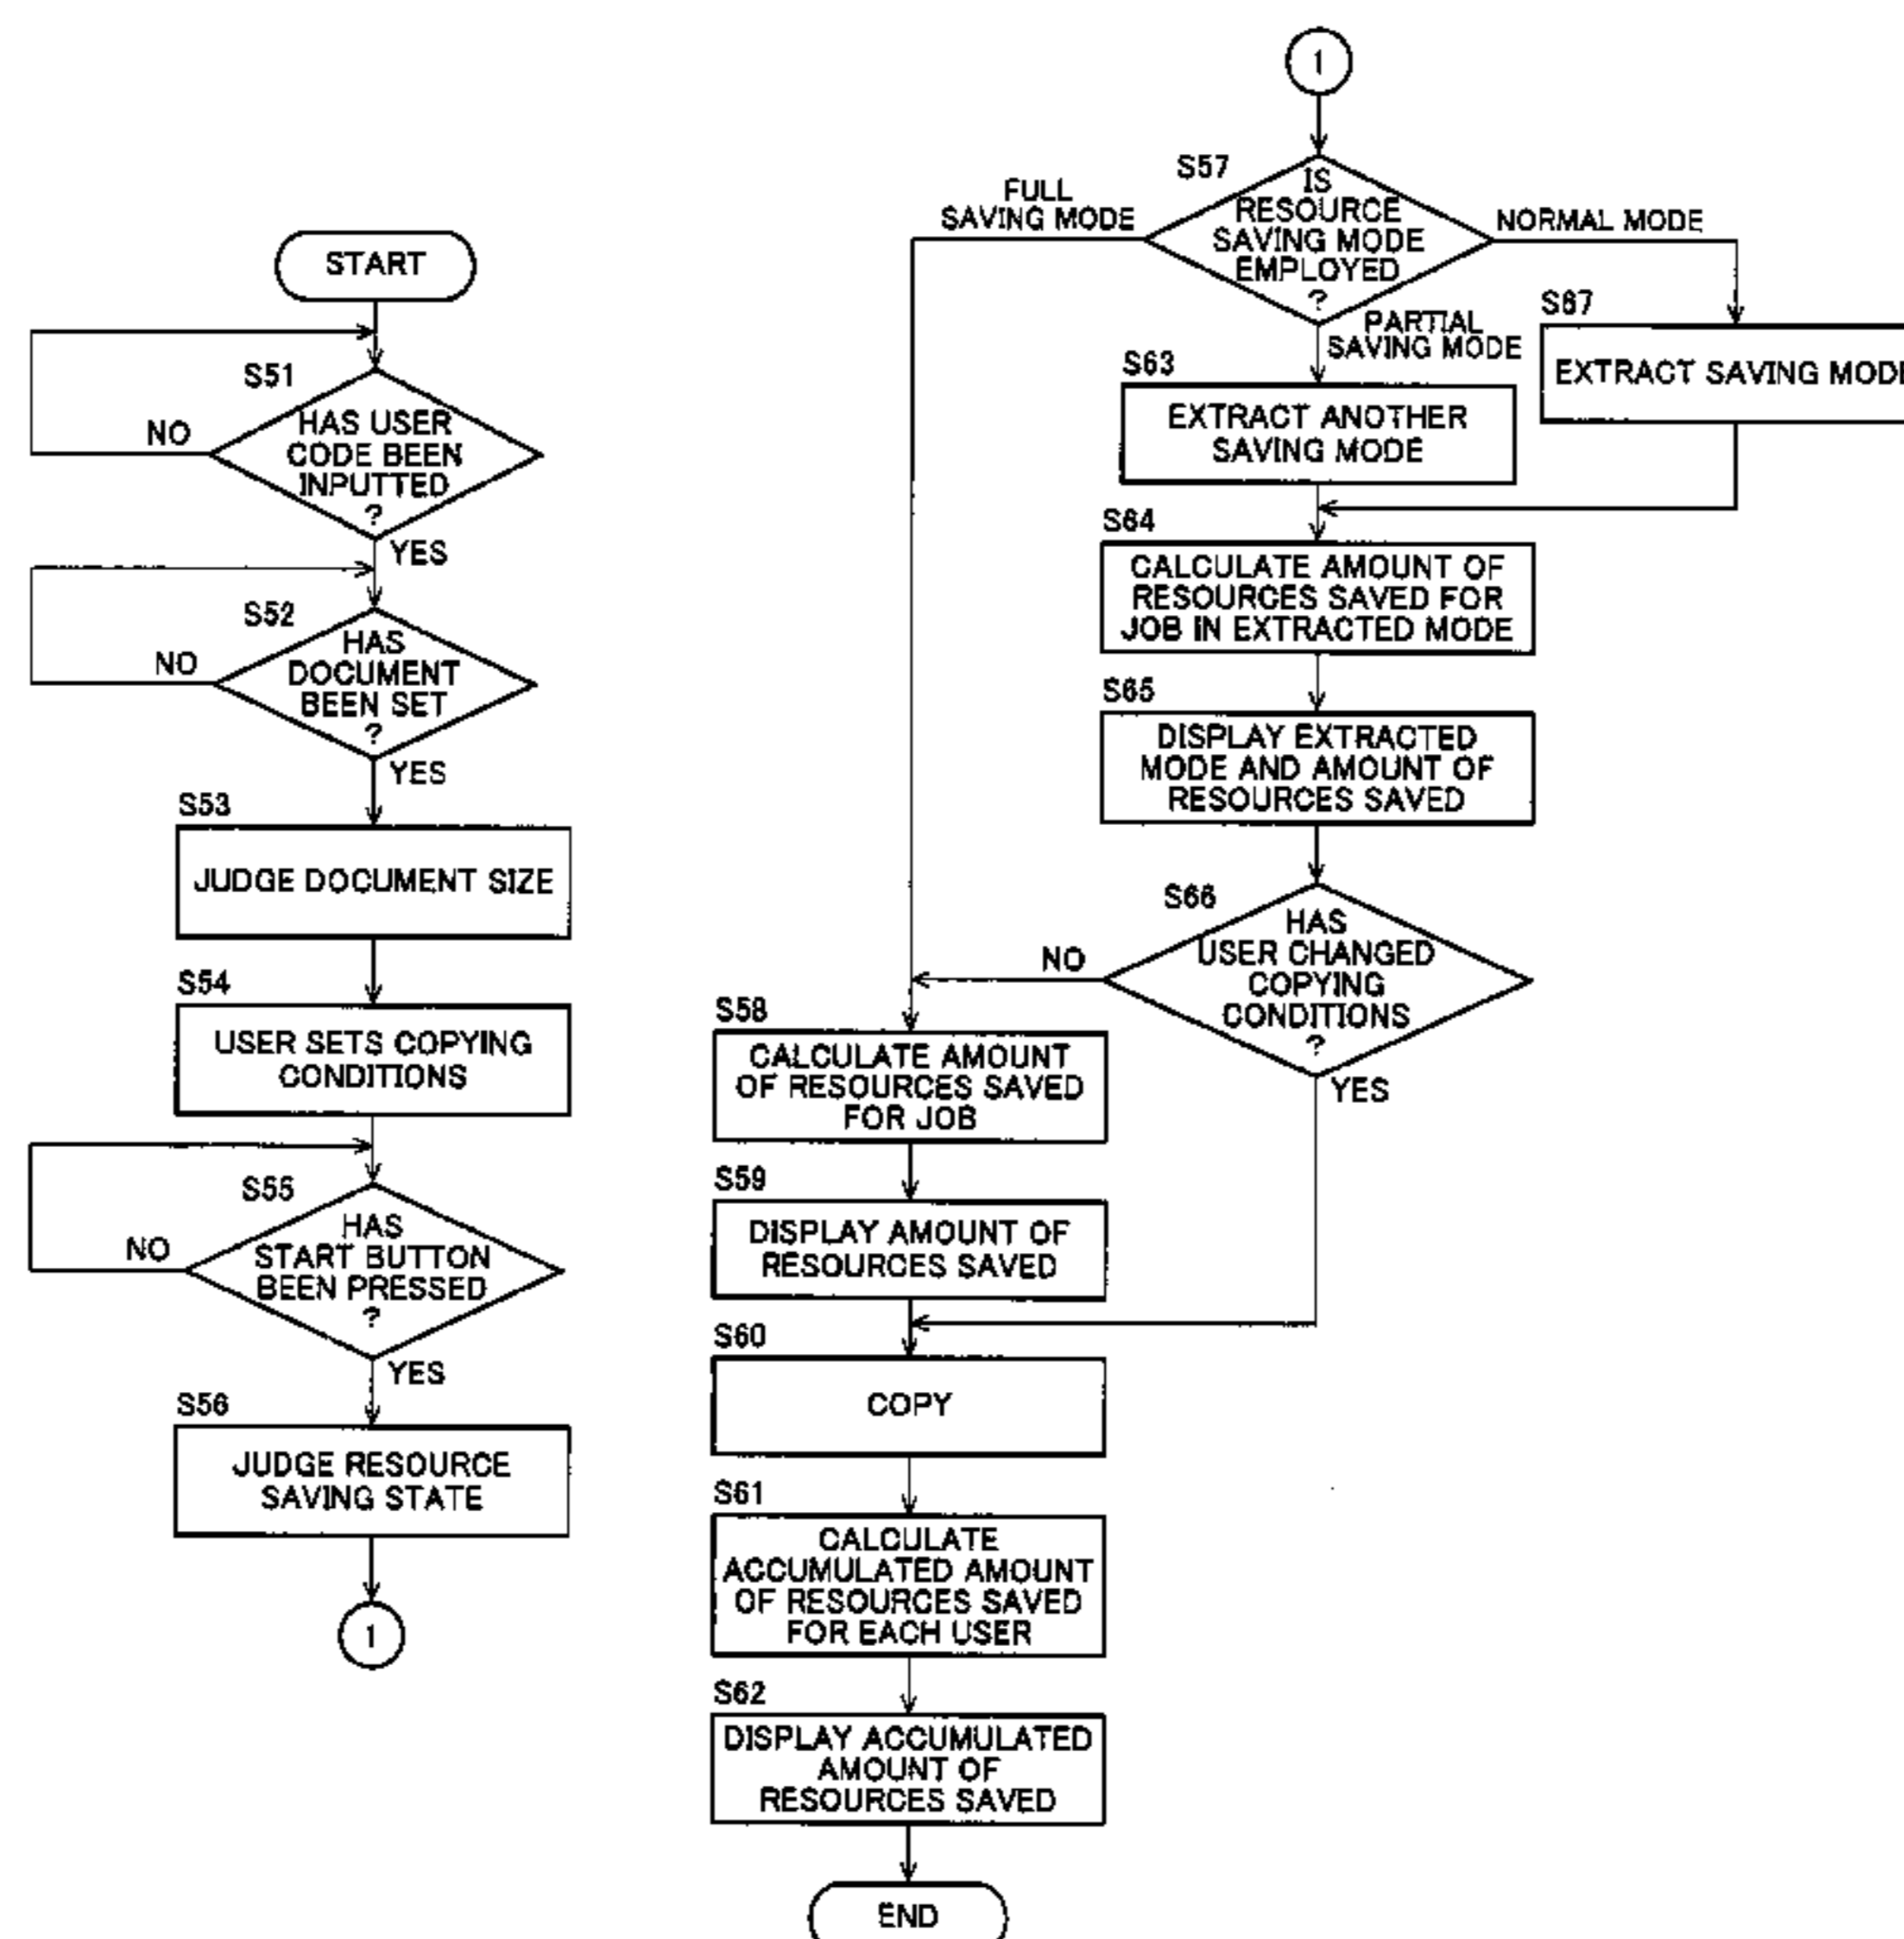 START
S51
HAS USER
CODE BEEN
INPUTTED
?
NO
YES
S52
HAS
DOCUMENT
BEEN SET
?
NO
YES
S53
JUDGE DOCUMENT SIZE
S54
USER SETS COPYING
CONDITIONS
S55
HAS
START BUTTON
BEEN PRESSED
?
NO
YES
S56
JUDGE RESOURCE
SAVING STATE
1
1
S57
IS
RESOURCE
SAVING MODE
EMPLOYED
?
FULL
SAVING MODE
NORMAL MODE
PARTIAL
SAVING MODE
S67
EXTRACT SAVING MOD
S63
EXTRACT ANOTHER
SAVING MODE
S64
CALCULATE AMOUNT OF
RESOURCES SAVED FOR
JOB IN EXTRACTED MODE
S65
DISPLAY EXTRACTED
MODE AND AMOUNT OF
RESOURCES SAVED
S66
HAS
USER CHANGED
COPYING
CONDITIONS
?
NO
YES
S58
CALCULATE AMOUNT
OF RESOURCES SAVED
FOR JOB
S59
DISPLAY AMOUNT OF
RESOURCES SAVED
S60
COPY
S61
CALCULATE
ACCUMULATED AMOUNT
OF RESOURCES SAVED
FOR EACH USER
S62
DISPLAY ACCUMULATED
AMOUNT OF
RESOURCES SAVED
END